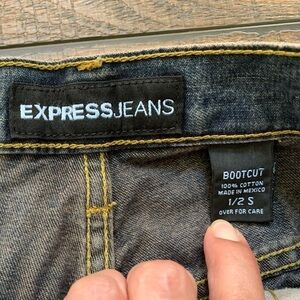 EXPRESSJEANS
BOOTCUT
100% COTTON
MADE IN MEXICO
1/2 S
OVER FOR CARE